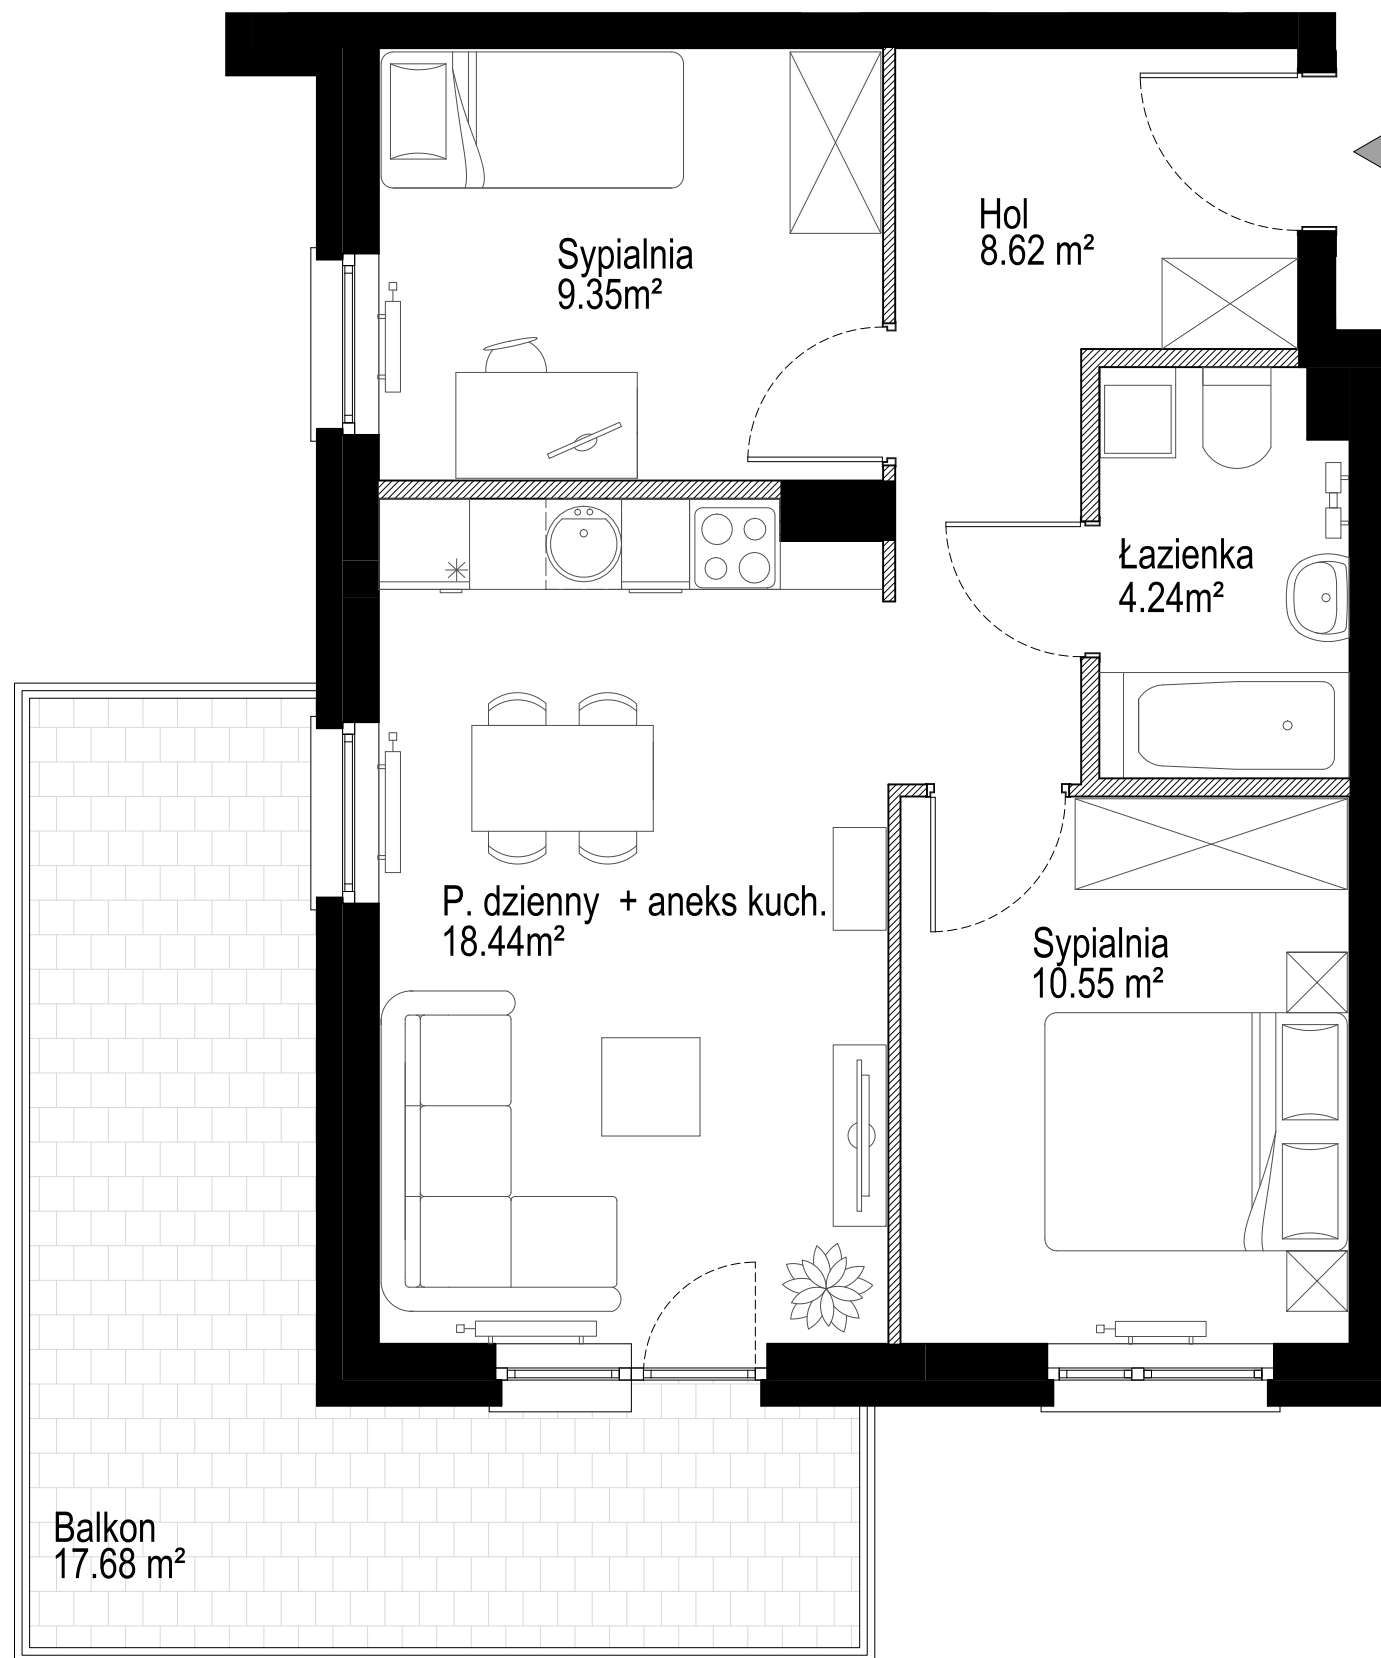 Hol
8.62 m²
Sypialnia
9.35m²
Łazienka
4.24m²
P. dzienny + aneks kuch.
18.44m²
Sypialnia
10.55 m²
Balkon
17.68 m²